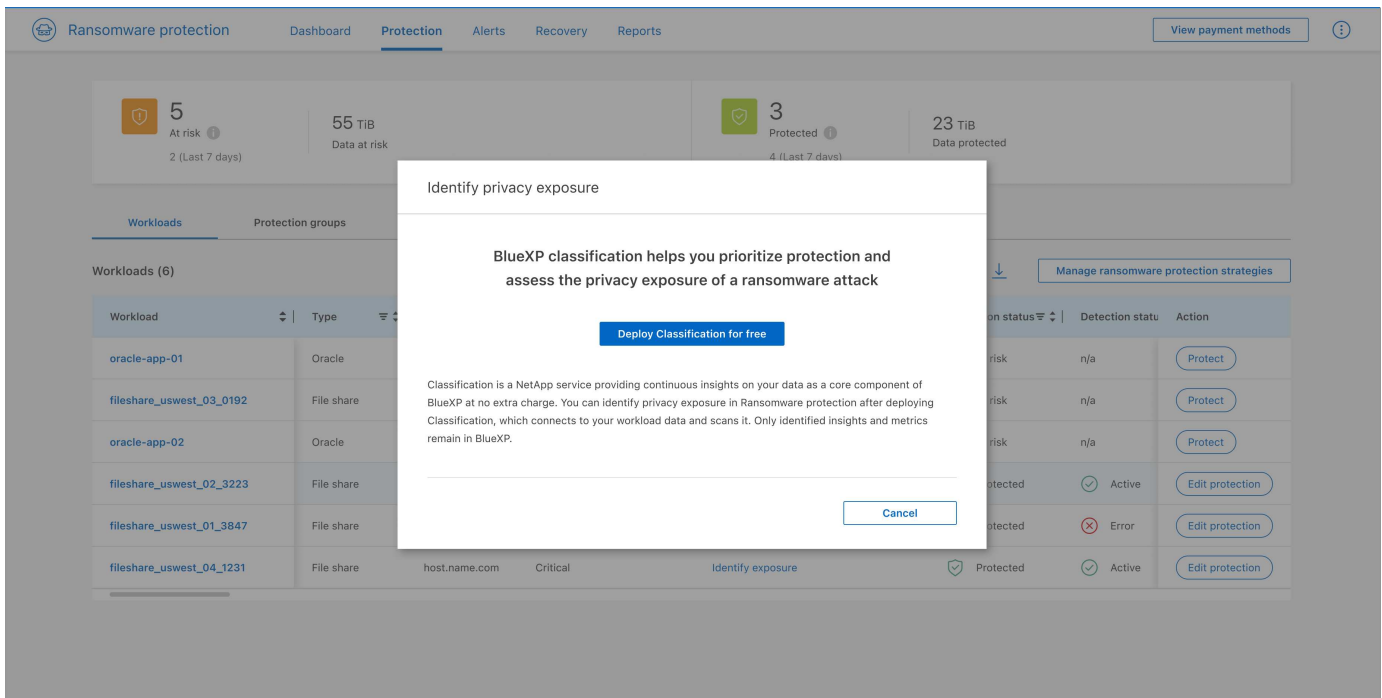 Ransomware protection Dashboard Protection Alerts Recovery Reports View payment methods
5
At risk
2 (Last 7 days)
55 TiB
Data at risk
3
Protected
4 (Last 7 days)
23 TiB
Data protected
Identify privacy exposure
Workloads Protection groups
BlueXP classification helps you prioritize protection and
assess the privacy exposure of a ransomware attack
Workloads (6) Manage ransomware protection strategies
Workload Type on status Detection statu Action
Deploy Classification for free
oracle-app-01 Oracle risk n/a Protect
Classification is a NetApp service providing continuous insights on your data as a core component of
BlueXP at no extra charge. You can identify privacy exposure in Ransomware protection after deploying
Classification, which connects to your workload data and scans it. Only identified insights and metrics
remain in BlueXP.
fileshare_uswest_03_0192 File share risk n/a Protect
oracle-app-02 Oracle risk n/a Protect
fileshare_uswest_02_3223 File share otected Active Edit protection
Cancel
fileshare_uswest_01_3847 File share otected Error Edit protection
fileshare_uswest_04_1231 File share host.name.com Critical Identify exposure Protected Active Edit protection